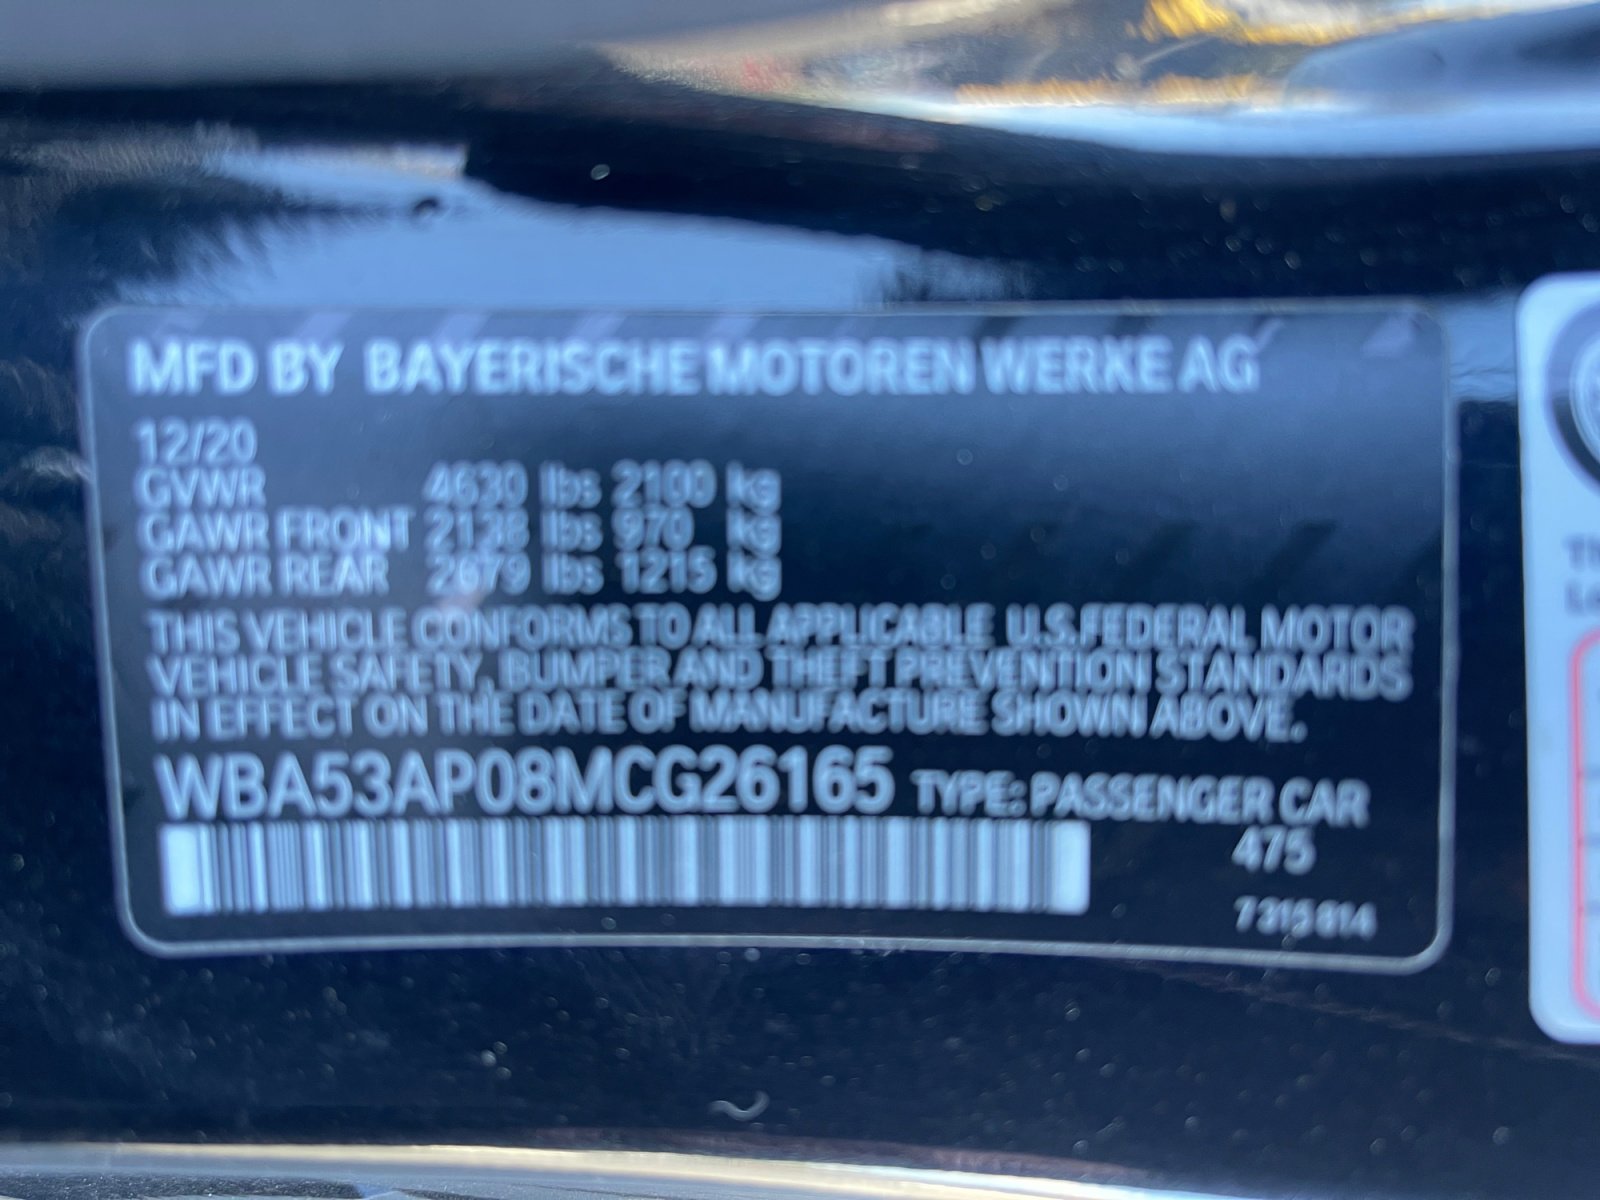 MFD BY BAYERISCHE MOTOREN WERKE AG
12/20
GVWR 4630 lbs 2100 kg
GAWR FRONT 2138 lbs 970 kg
GAWR REAR 2679 lbs 1215 kg
THIS VEHICLE CONFORMS TO ALL APPLICABLE U.S.FEDERAL MOTOR
VEHICLE SAFETY, BUMPER AND THEFT PREVENTION STANDARDS
IN EFFECT ON THE DATE OF MANUFACTURE SHOWN ABOVE.
WBA53AP08MCG26165 TYPE: PASSENGER CAR
475
7315814